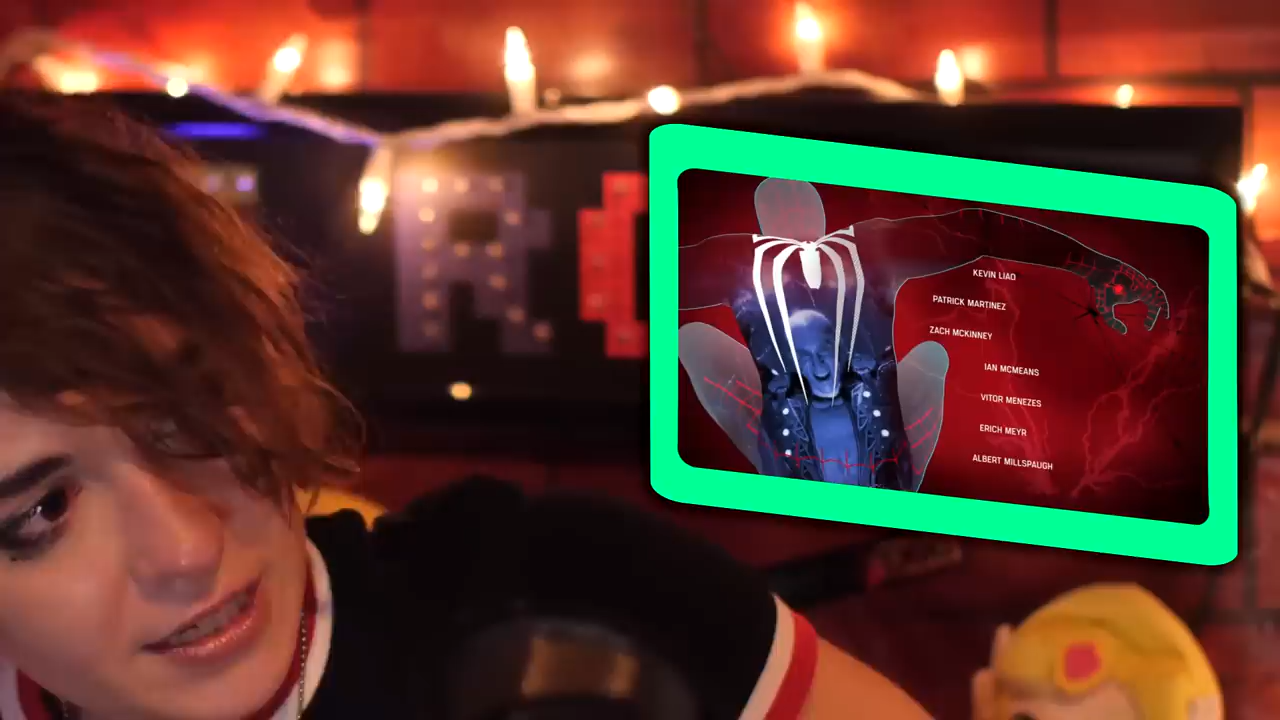 R
KEVIN LIAO
PATRICK MARTINEZ
ZACH MCKINNEY
IAN MCMEANS
VITOR MENEZES
ERICH MEYR
ALBERT MILLSPAUGH